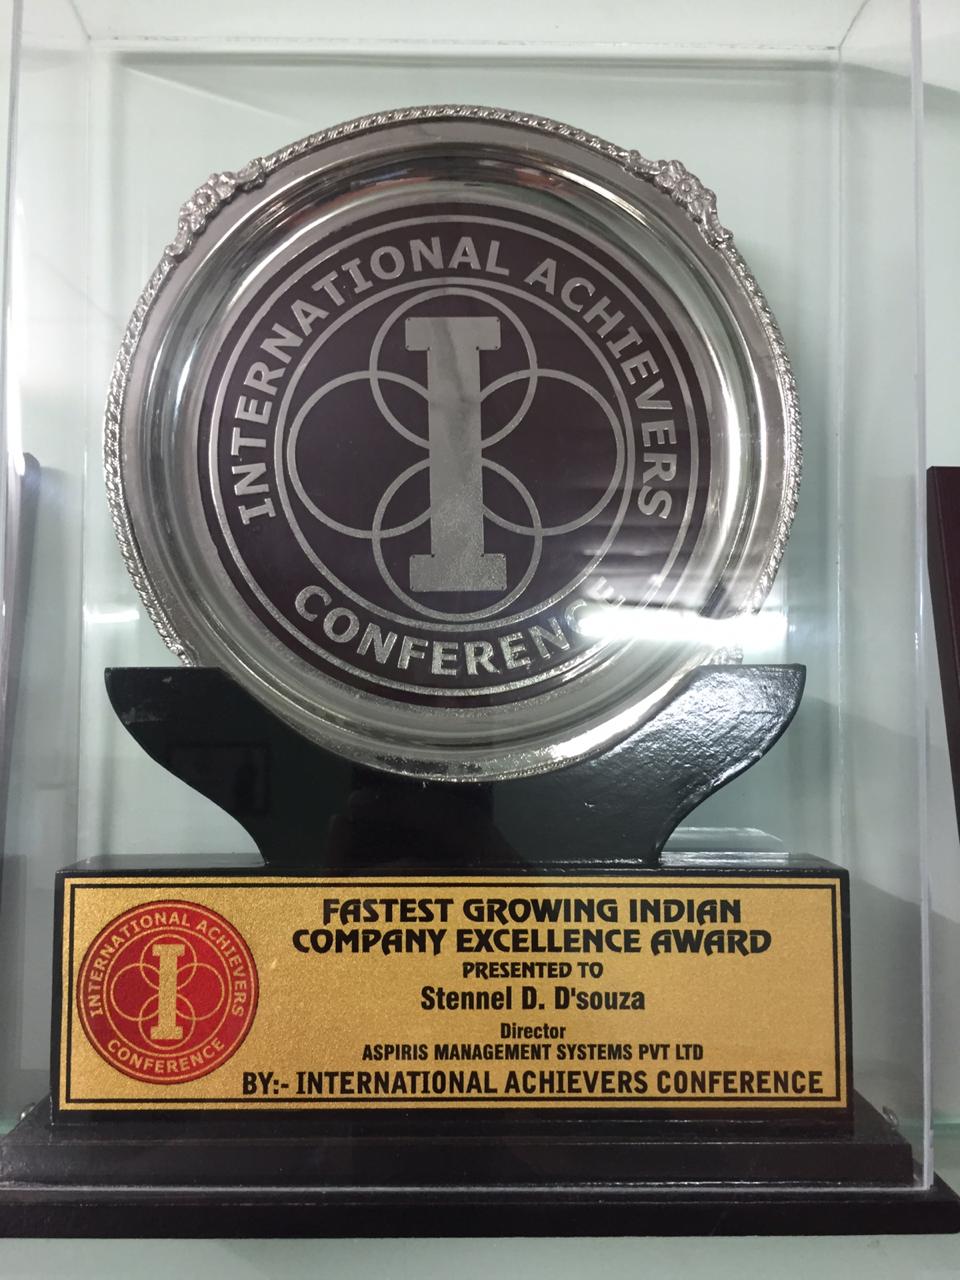 INTERNATIONAL ACHIEVERS
CONFERENCE
I
INTERNATIONAL ACHIEVERS
CONFERENCE
I
FASTEST GROWING INDIAN
COMPANY EXCELLENCE AWARD
PRESENTED TO
Stennel D. D'souza
Director
ASPIRIS MANAGEMENT SYSTEMS PVT LTD
BY:- INTERNATIONAL ACHIEVERS CONFERENCE